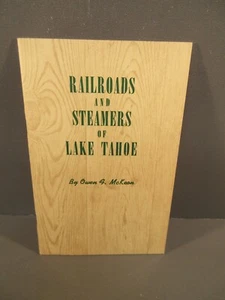 RAILROADS
AND
STEAMERS
OF
LAKE TAHOE
By Owen F. McKeon